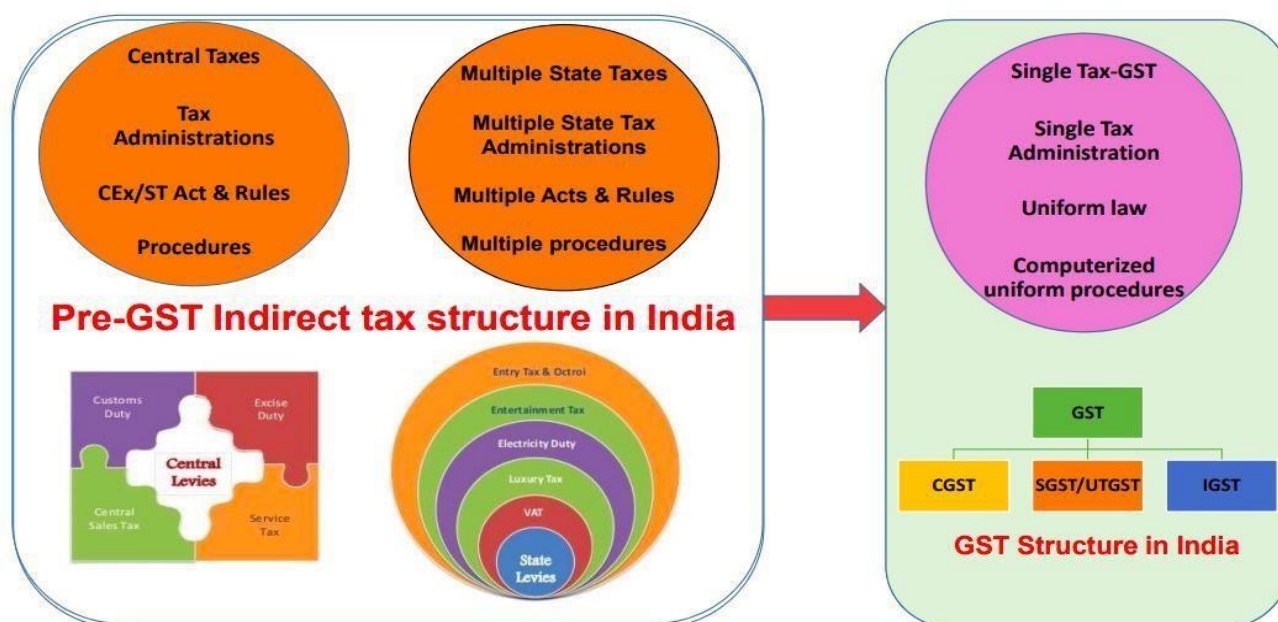 Central Taxes
Tax
Administrations
CEx/ST Act & Rules
Procedures
Multiple State Taxes
Multiple State Tax
Administrations
Multiple Acts & Rules
Multiple procedures
Pre-GST Indirect tax structure in India
Customs
Duty
Excise
Duty
Central
Levies
Central
Sales Tax
Service
Tax
Entry Tax & Octroi
Entertainment Tax
Electricity Duty
Luxury Tax
VAT
State
Levies
Single Tax-GST
Single Tax
Administration
Uniform law
Computerized
uniform procedures
GST
CGST
SGST/UTGST
IGST
GST Structure in India